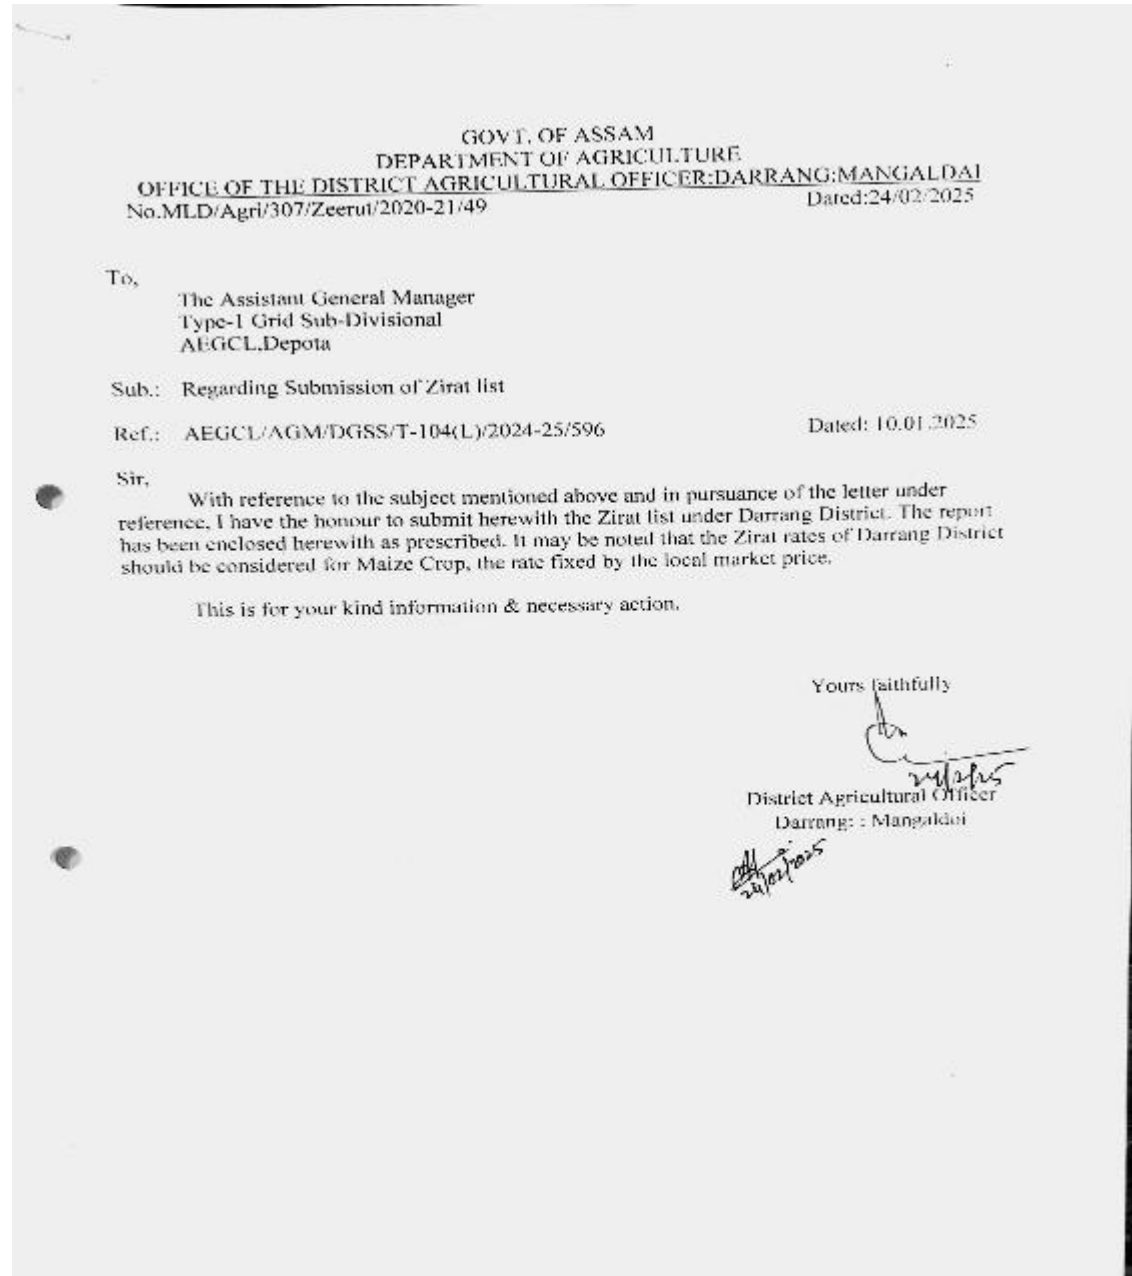 GOVT. OF ASSAM
DEPARTMENT OF AGRICULTURE
OFFICE OF THE DISTRICT AGRICULTURAL OFFICER:DARRANG:MANGALDAI
No.MLD/Agri/307/Zeerut/2020-21/49 Dated:24/02/2025
To,
The Assistant General Manager
Type-1 Grid Sub-Divisional
AEGCL,Depota
Sub.: Regarding Submission of Zirat list
Ref.: AEGCL/AGM/DGSS/T-104(L)/2024-25/596 Dated: 10.01.2025
Sir,
With reference to the subject mentioned above and in pursuance of the letter under
reference, I have the honour to submit herewith the Zirat list under Darrang District. The report
has been enclosed herewith as prescribed. It may be noted that the Zirat rates of Darrang District
should be considered for Maize Crop, the rate fixed by the local market price.
This is for your kind information & necessary action.
Yours faithfully
24/2/25
District Agricultural Officer
Darrang: : Mangaldoi
24/02/2025